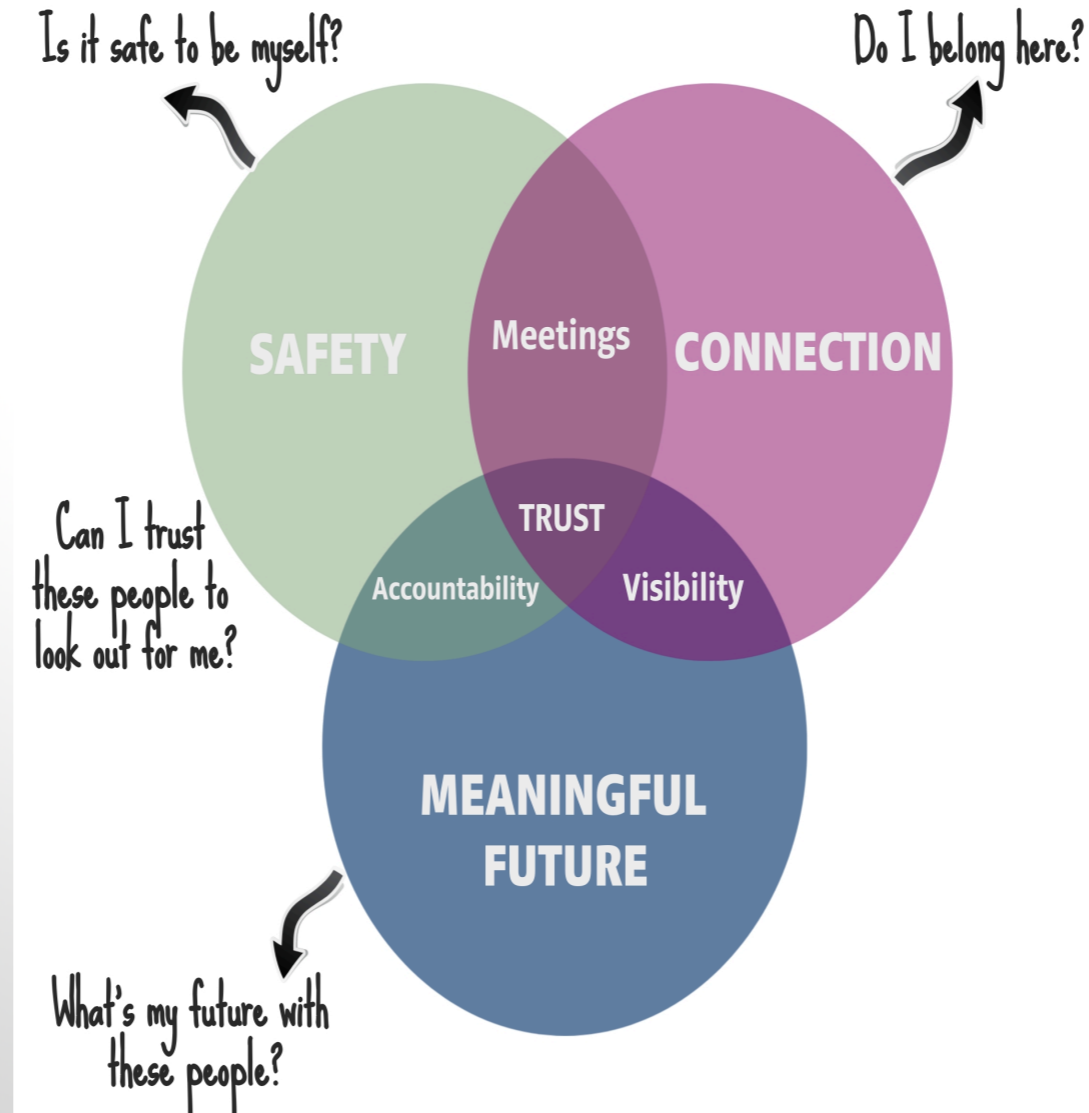 Is it safe to be myself?
Do I belong here?
SAFETY
Meetings
CONNECTION
Can I trust
these people to
look out for me?
TRUST
Accountability
Visibility
MEANINGFUL
FUTURE
What's my future with
these people?